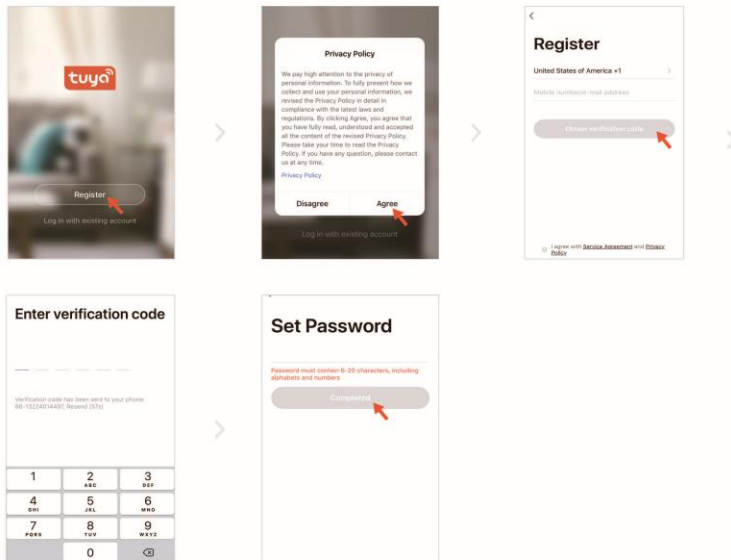 tuya
Register
Log in with existing account
Privacy Policy
We pay high attention to the privacy of
personal information. To fully present how we
collect and use your personal information, we
revised the Privacy Policy in detail in
compliance with the latest laws and
regulations. By clicking Agree, you agree that
you have fully read, understood and accepted
all the content of the revised Privacy Policy.
Please take your time to read the Privacy
Policy. If you have any question, please contact
us at any time.
Privacy Policy
Disagree Agree
Log in with existing account
Register
United States of America +1
Mobile number/e-mail address
Obtain verification code
I agree with Service Agreement and Privacy
Policy
Enter verification code
Verification code has been sent to your phone:
86-13224014497, Resend (57s)
1 2 3
ABC DEF
4 5 6
GHI JKL MNO
7 8 9
PQRS TUV WXYZ
0
Set Password
Password must contain 6-20 characters, including
alphabets and numbers
Completed